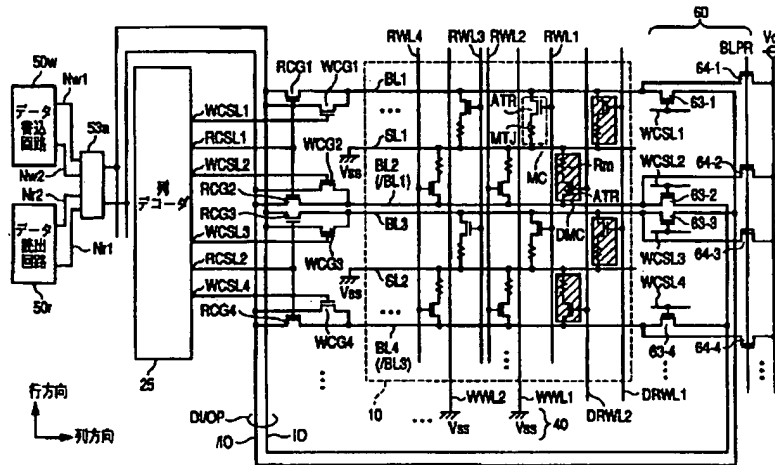 60
RWL4 RWL3 RWL2 RWL1 BLPR
50w Nw1 RCG1 WCG1 BL1 64-1
データ書込回路
53a
WCSL1 ATR 63-1
RCSL1 SL1 MTJ WCSL1
WCSL2 WCG2 Vss MC Rm WCSL2 64-2
Nw2
Nr2 RCG2 BL2 (/BL1) ATR 63-2
列デコーダ
RCG3 BL3 DMC 63-3
データ読出回路
WCSL3 WCG3 WCSL3 64-3
Nr1
RCSL2 SL2 WCSL4
50r WCSL4 Vss
RCG4 WCG4 BL4 (/BL3) 63-4 64-4
25
行方向
列方向
DI/OP
/IO IO
10 WWL2 WWL1 DRWL2 DRWL1
Vss Vss 40